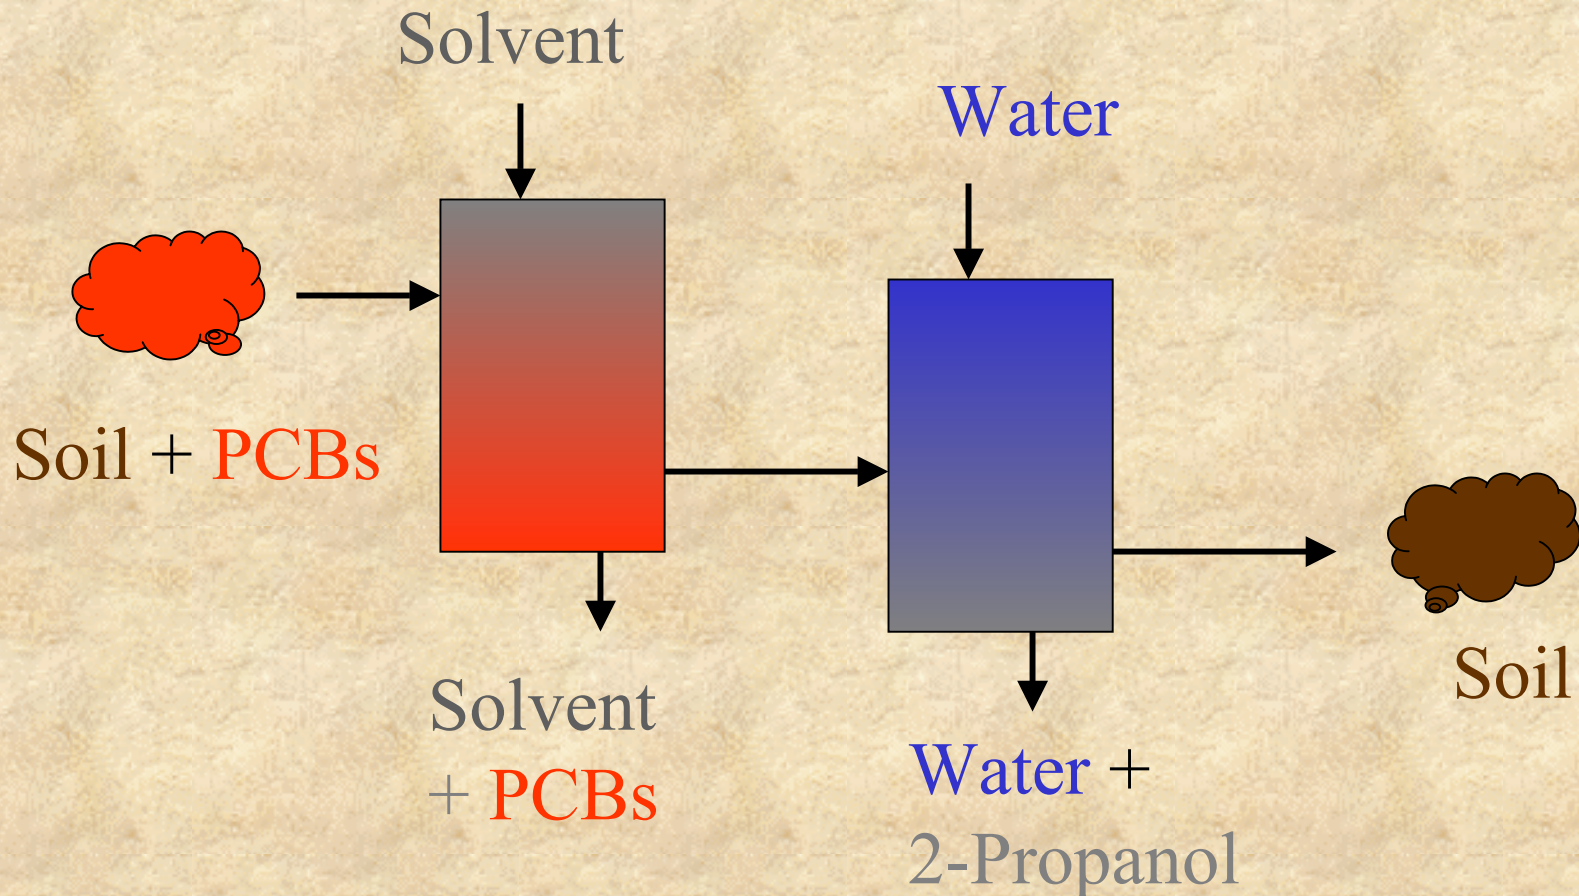 Solvent
Water
Soil + PCBs
Solvent
+ PCBs
Water +
2-Propanol
Soil